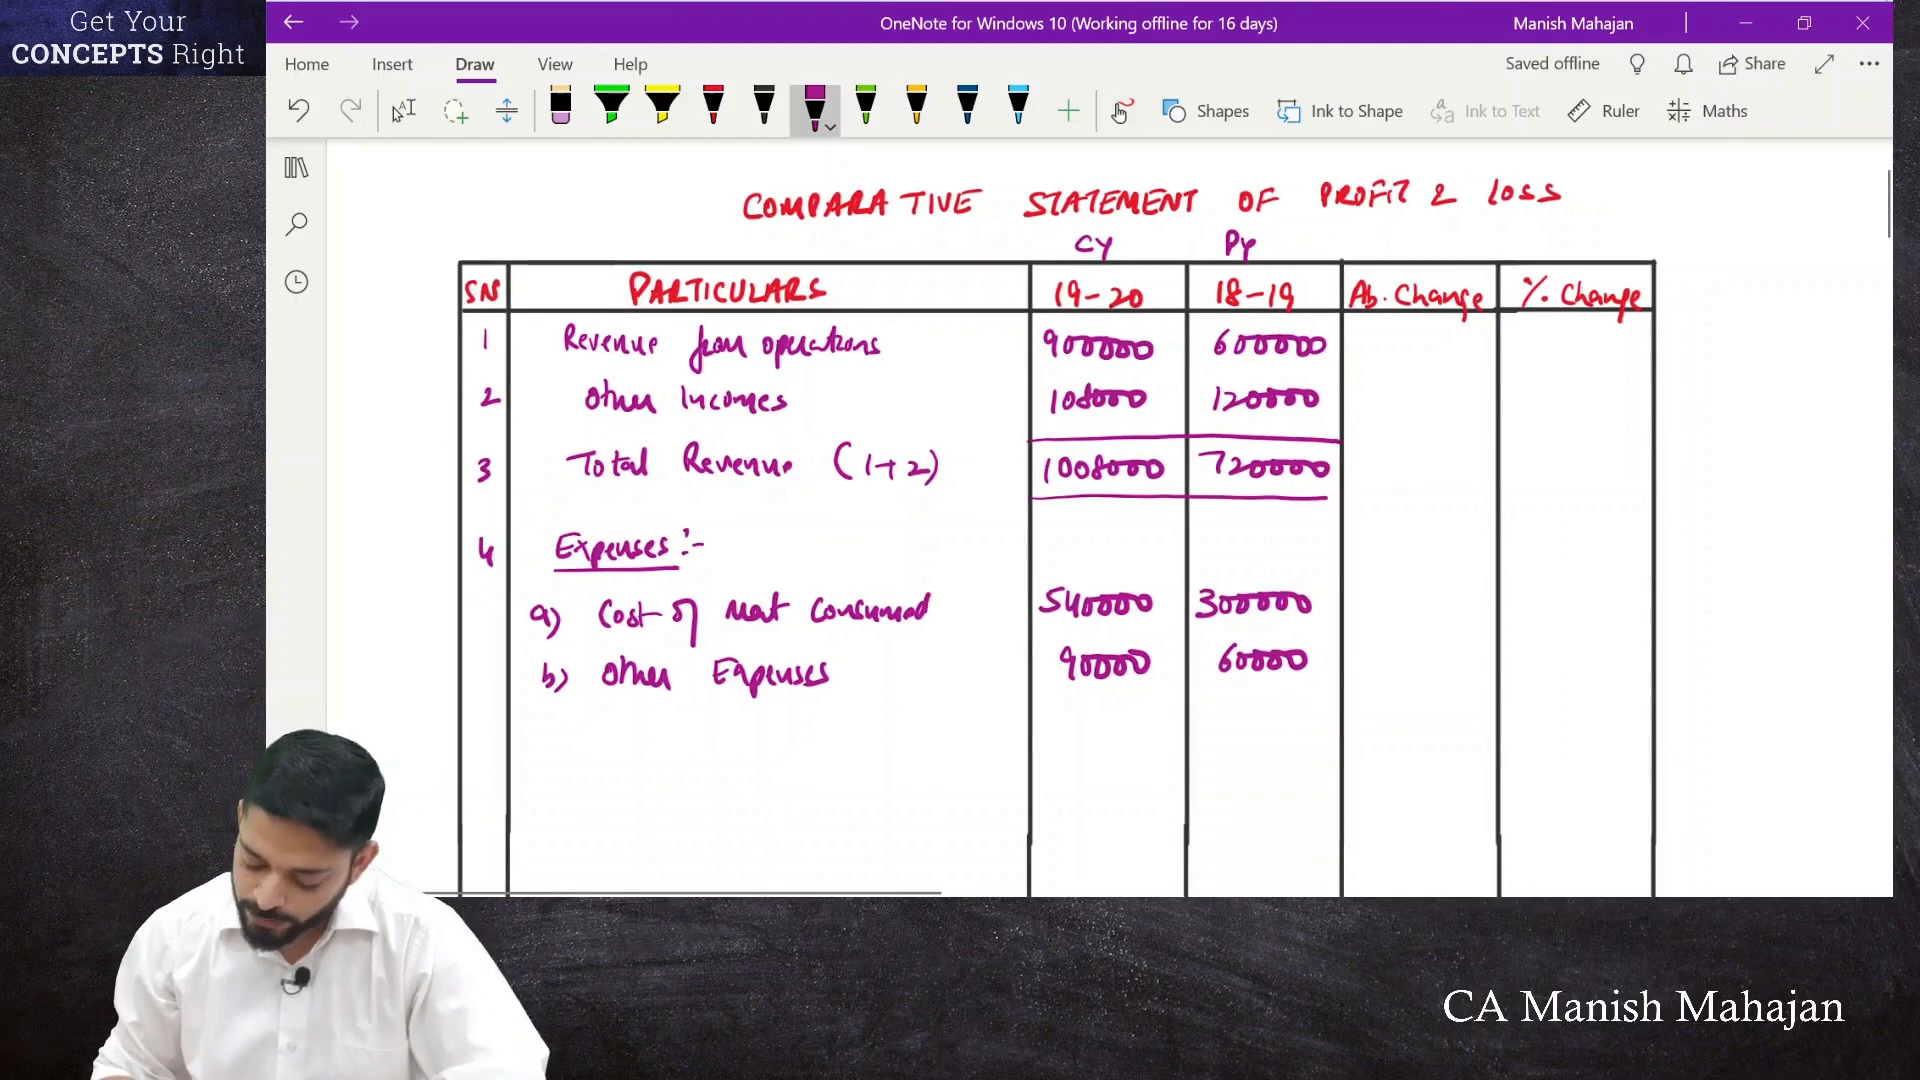 Get Your
CONCEPTS Right
OneNote for Windows 10 (Working offline for 16 days)
Manish Mahajan
Home Insert Draw View Help
Saved offline
Share
Shapes
Ink to Shape
Ink to Text
Ruler
Maths
COMPARATIVE STATEMENT OF PROFIT & LOSS
CY PY
SN PARTICULARS 19-20 18-19 Ab. Change % Change
1 Revenue from operations 900000 600000
2 Other Incomes 108000 120000
3 Total Revenue (1+2) 1008000 720000
4 Expenses :-
a) Cost of mat Consumed 540000 300000
b) Other Expenses 90000 60000
CA Manish Mahajan